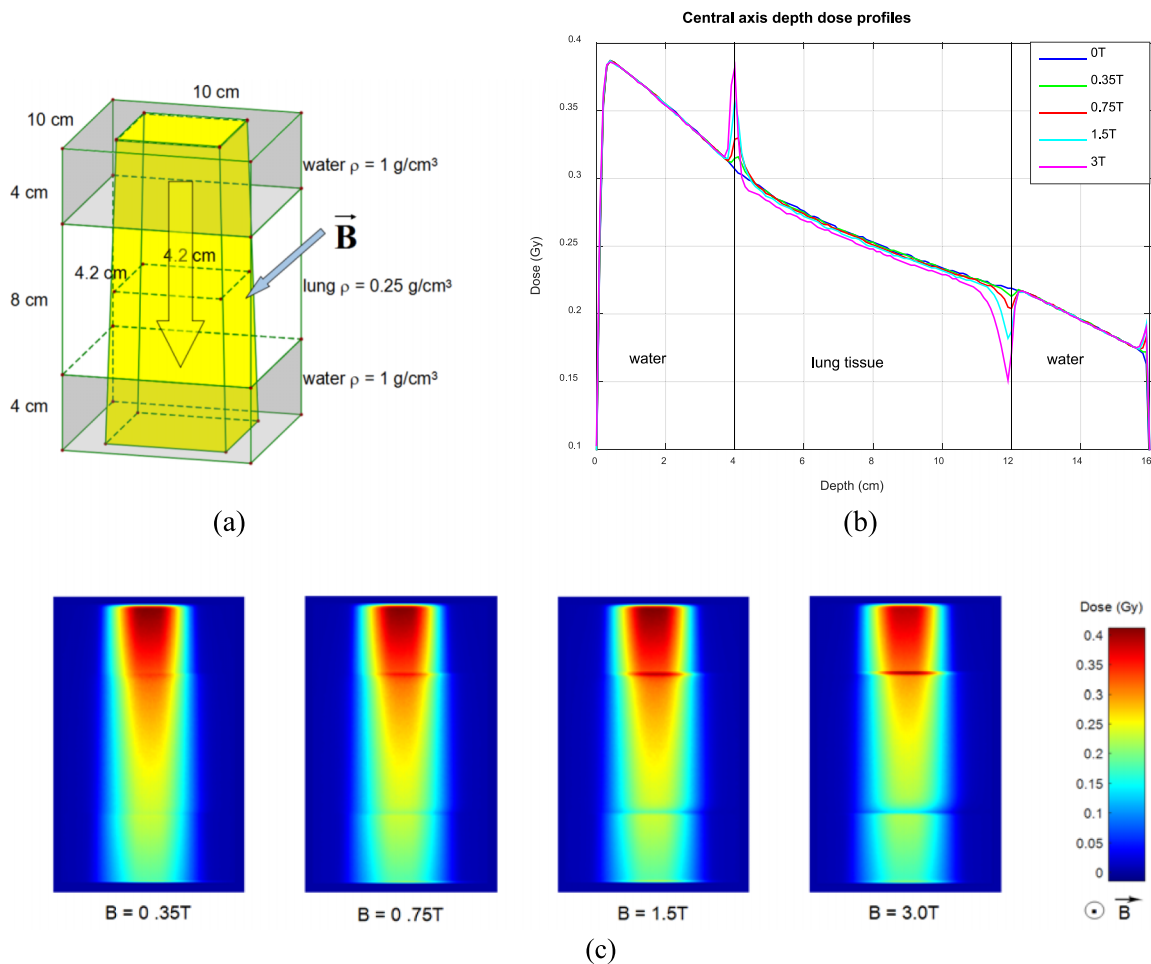 10 cm
10 cm
water ρ = 1 g/cm³
4 cm
B
4.2 cm
4.2 cm
lung ρ = 0.25 g/cm³
8 cm
water ρ = 1 g/cm³
4 cm
(a)
Central axis depth dose profiles
0T
0.35T
0.75T
1.5T
3T
0.4
0.35
0.3
0.25
0.2
0.15
0.1
Dose (Gy)
water
lung tissue
water
0 2 4 6 8 10 12 14 16
Depth (cm)
(b)
Dose (Gy)
0.4
0.35
0.3
0.25
0.2
0.15
0.1
0.05
0
B
B = 0 .35T
B = 0 .75T
B = 1.5T
B = 3.0T
(c)